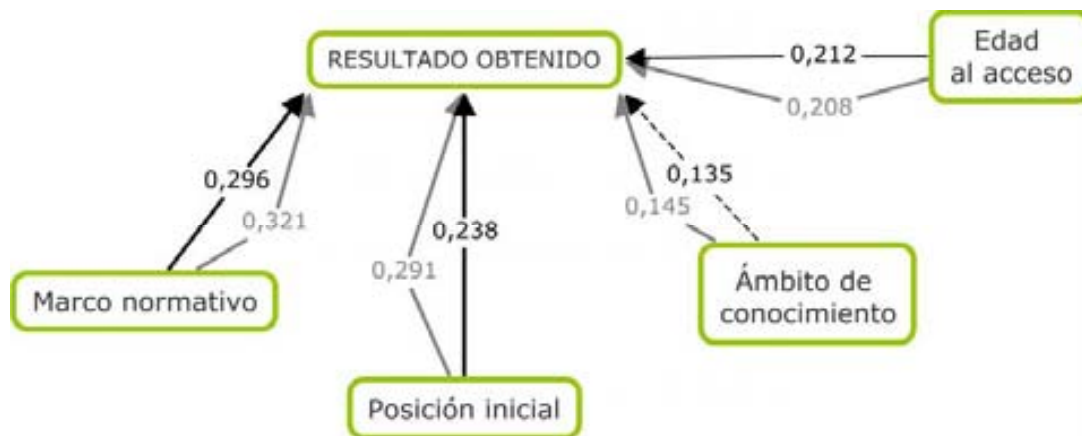 RESULTADO OBTENIDO
Edad
al acceso
0,212
0,208
0,296
0,321
0,238
0,291
0,135
0,145
Marco normativo
Ámbito de
conocimiento
Posición inicial